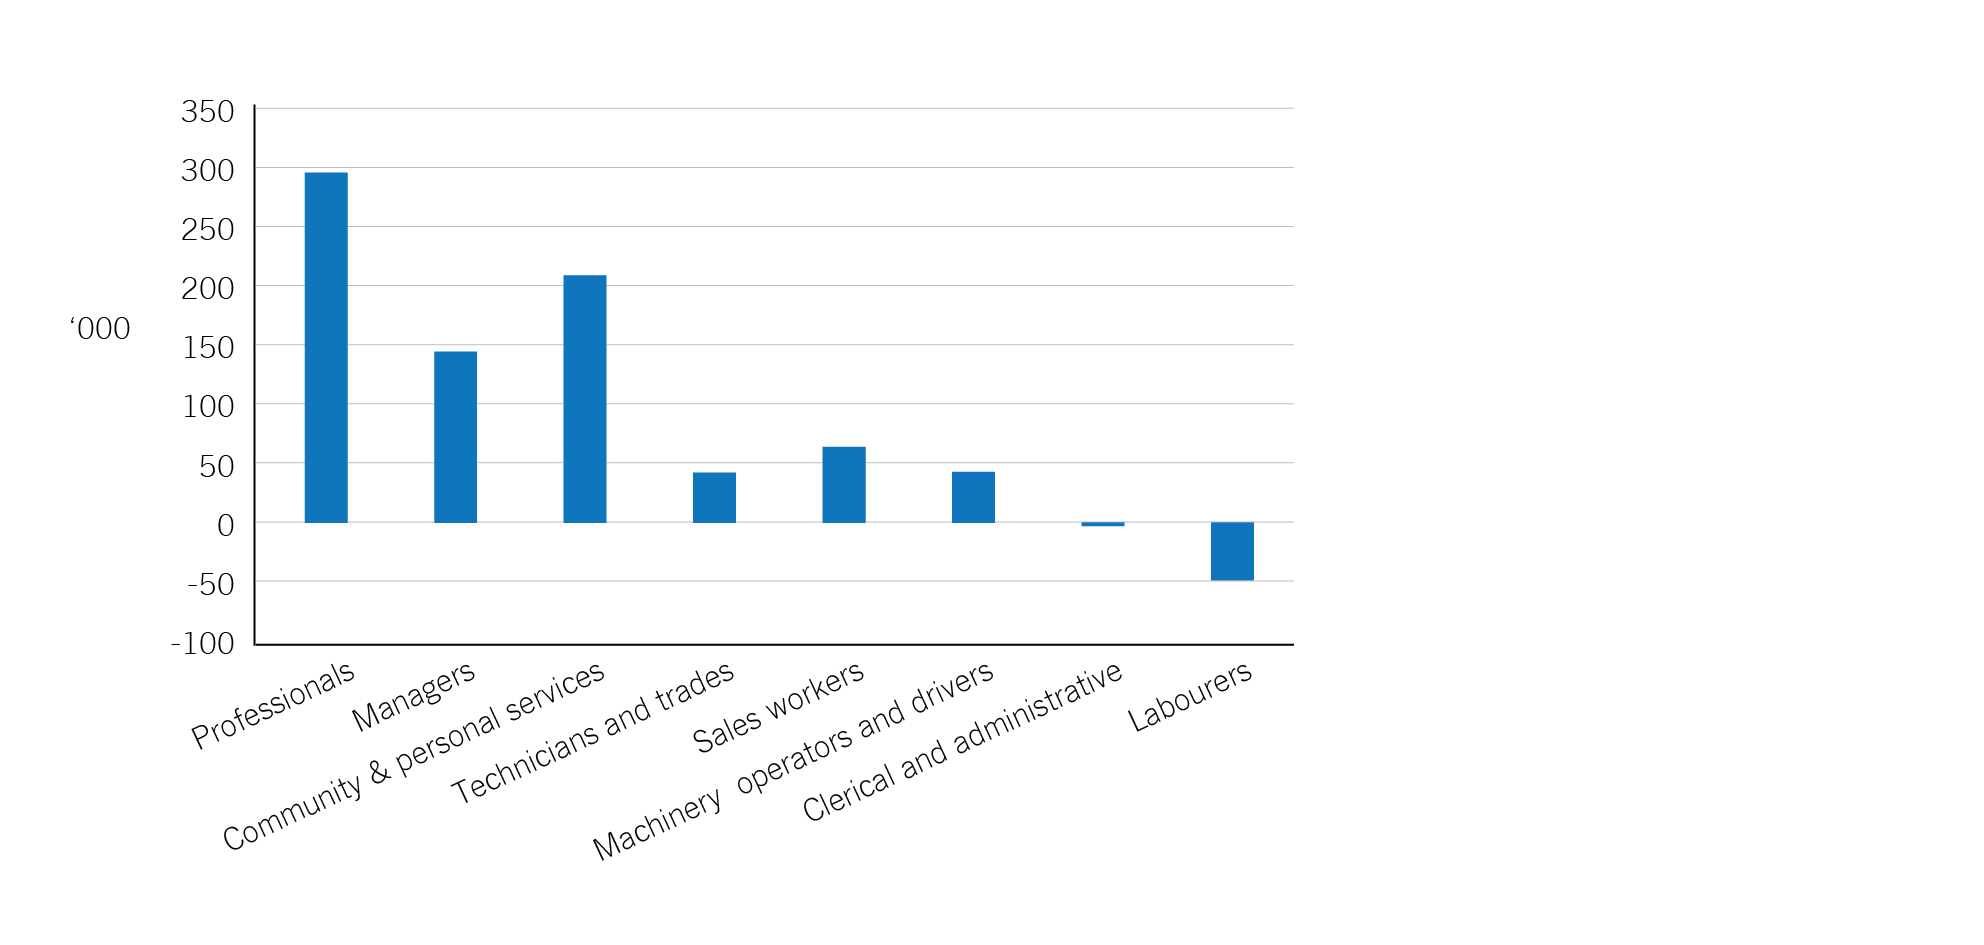 350
300
250
200
‘000
150
100
50
0
-50
-100
Professionals
Managers
Community & personal services
Technicians and trades
Sales workers
Machinery  operators and drivers
Clerical and administrative
Labourers